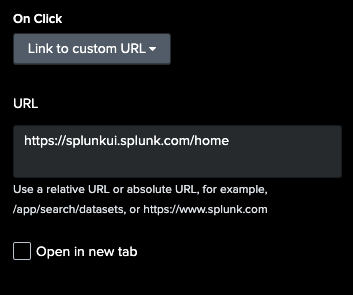 On Click
Link to custom URL
URL
https://splunkui.splunk.com/home
Use a relative URL or absolute URL, for example,
/app/search/datasets, or https://www.splunk.com
Open in new tab